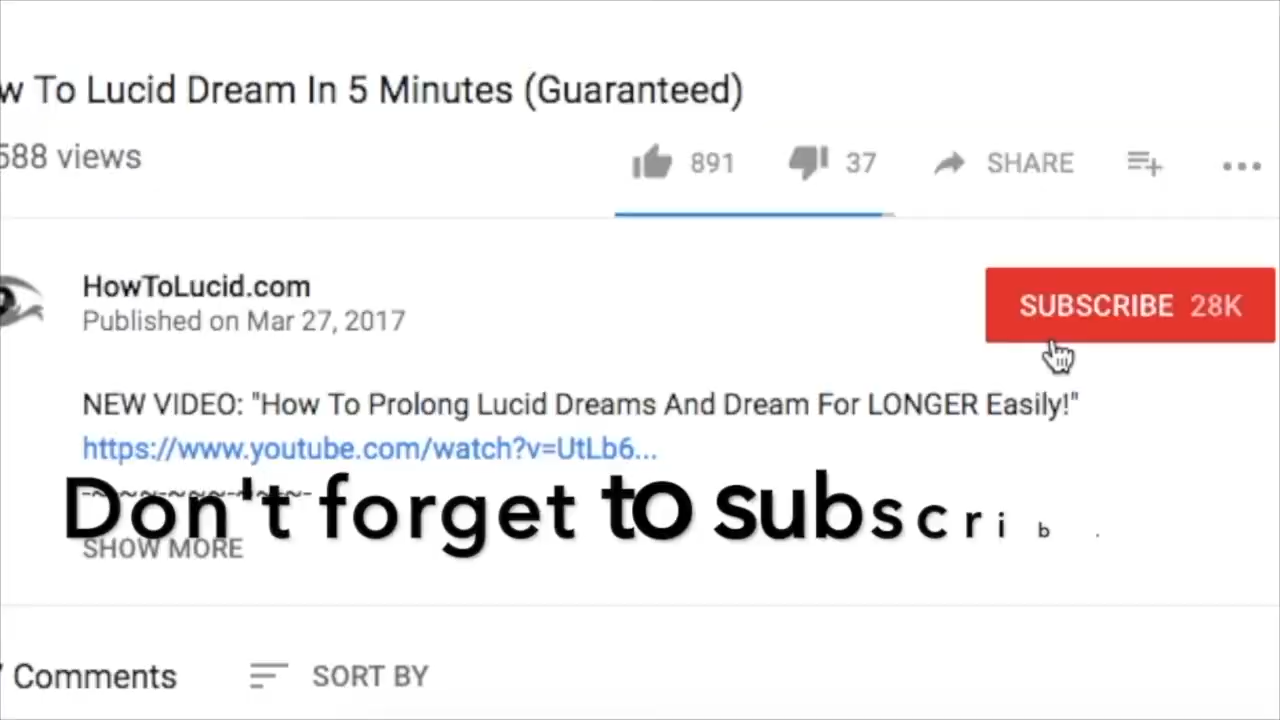 w To Lucid Dream In 5 Minutes (Guaranteed)
588 views
891 37 SHARE
HowToLucid.com
Published on Mar 27, 2017
SUBSCRIBE 28K
NEW VIDEO: "How To Prolong Lucid Dreams And Dream For LONGER Easily!"
https://www.youtube.com/watch?v=UtLb6...
Don't forget to subscrib
SHOW MORE
Comments SORT BY